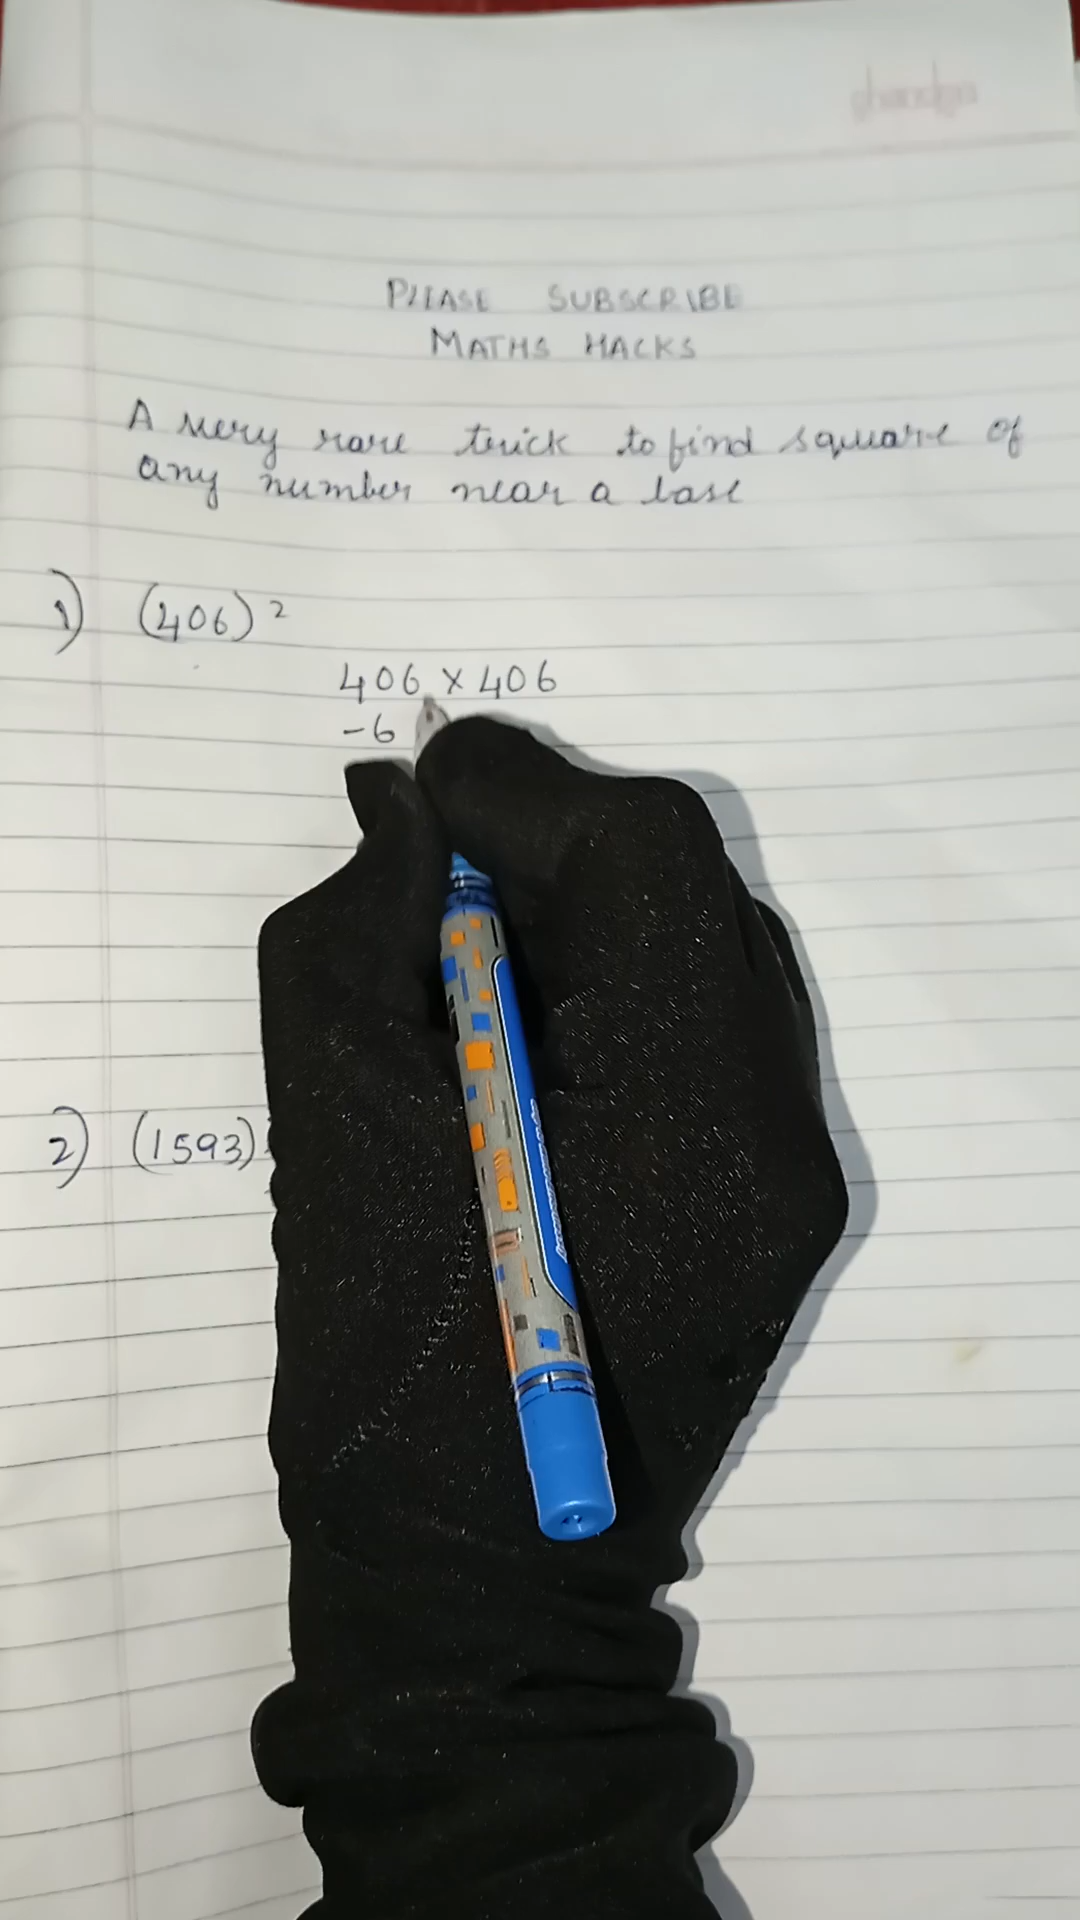 PLEASE SUBSCRIBE
MATHS HACKS
A very rare trick to find square of
any number near a base
1) (406)²
406 × 406
-6
2) (1593)